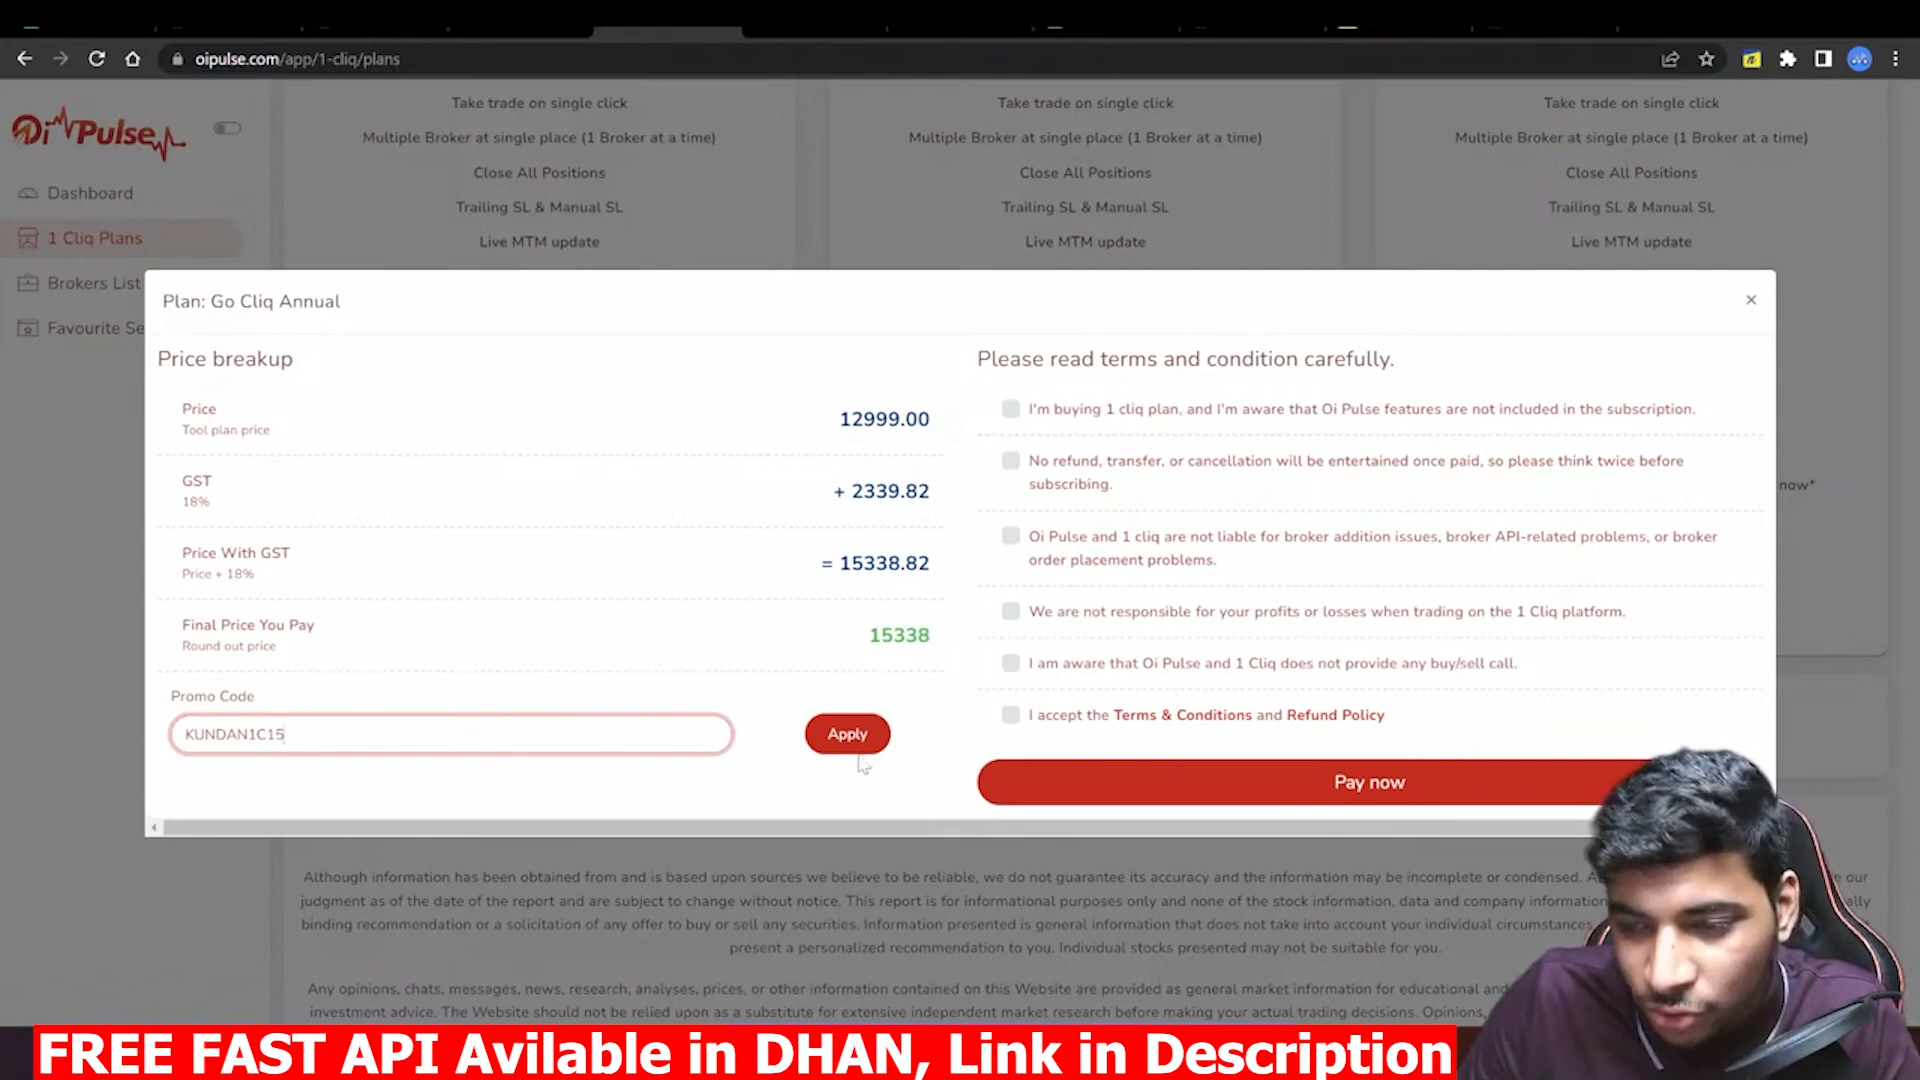 oipulse.com/app/1-cliq/plans
Oi Pulse
Dashboard
1 Cliq Plans
Brokers List
Favourite Se
Take trade on single click
Multiple Broker at single place (1 Broker at a time)
Close All Positions
Trailing SL & Manual SL
Live MTM update
Take trade on single click
Multiple Broker at single place (1 Broker at a time)
Close All Positions
Trailing SL & Manual SL
Live MTM update
Take trade on single click
Multiple Broker at single place (1 Broker at a time)
Close All Positions
Trailing SL & Manual SL
Live MTM update
now*
Plan: Go Cliq Annual
×
Price breakup
Price
Tool plan price
12999.00
GST
18%
+ 2339.82
Price With GST
Price + 18%
= 15338.82
Final Price You Pay
Round out price
15338
Promo Code
KUNDAN1C15
Apply
Please read terms and condition carefully.
I'm buying 1 cliq plan, and I'm aware that Oi Pulse features are not included in the subscription.
No refund, transfer, or cancellation will be entertained once paid, so please think twice before
subscribing.
Oi Pulse and 1 cliq are not liable for broker addition issues, broker API-related problems, or broker
order placement problems.
We are not responsible for your profits or losses when trading on the 1 Cliq platform.
I am aware that Oi Pulse and 1 Cliq does not provide any buy/sell call.
I accept the Terms & Conditions and Refund Policy
Pay now
Although information has been obtained from and is based upon sources we believe to be reliable, we do not guarantee its accuracy and the information may be incomplete or condensed. our
judgment as of the date of the report and are subject to change without notice. This report is for informational purposes only and none of the stock information, data and company information
binding recommendation or a solicitation of any offer to buy or sell any securities. Information presented is general information that does not take into account your individual circumstances
present a personalized recommendation to you. Individual stocks presented may not be suitable for you.
Any opinions, chats, messages, news, research, analyses, prices, or other information contained on this Website are provided as general market information for educational and
investment advice. The Website should not be relied upon as a substitute for extensive independent market research before making your actual trading decisions. Opinions,
FREE FAST API Avilable in DHAN, Link in Description